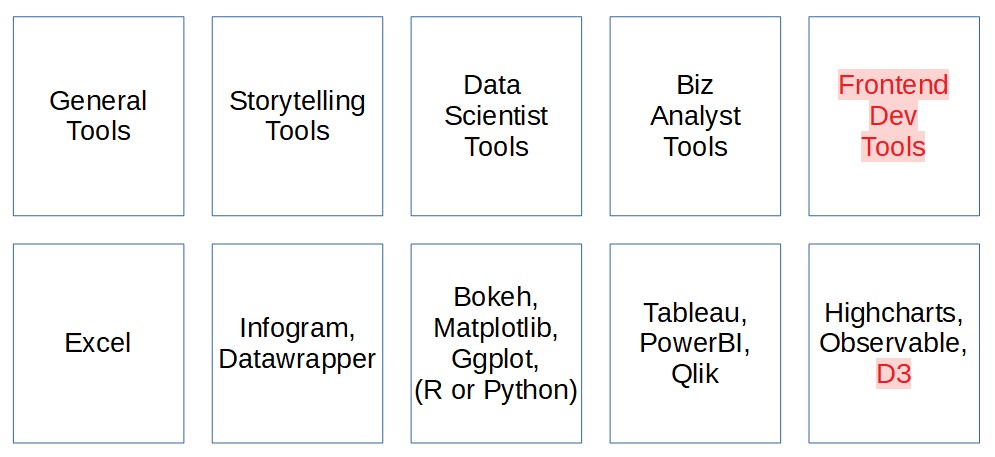 General
Tools
Storytelling
Tools
Data
Scientist
Tools
Biz
Analyst
Tools
Frontend
Dev
Tools
Excel
Infogram,
Datawrapper
Bokeh,
Matplotlib,
Ggplot,
(R or Python)
Tableau,
PowerBI,
Qlik
Highcharts,
Observable,
D3